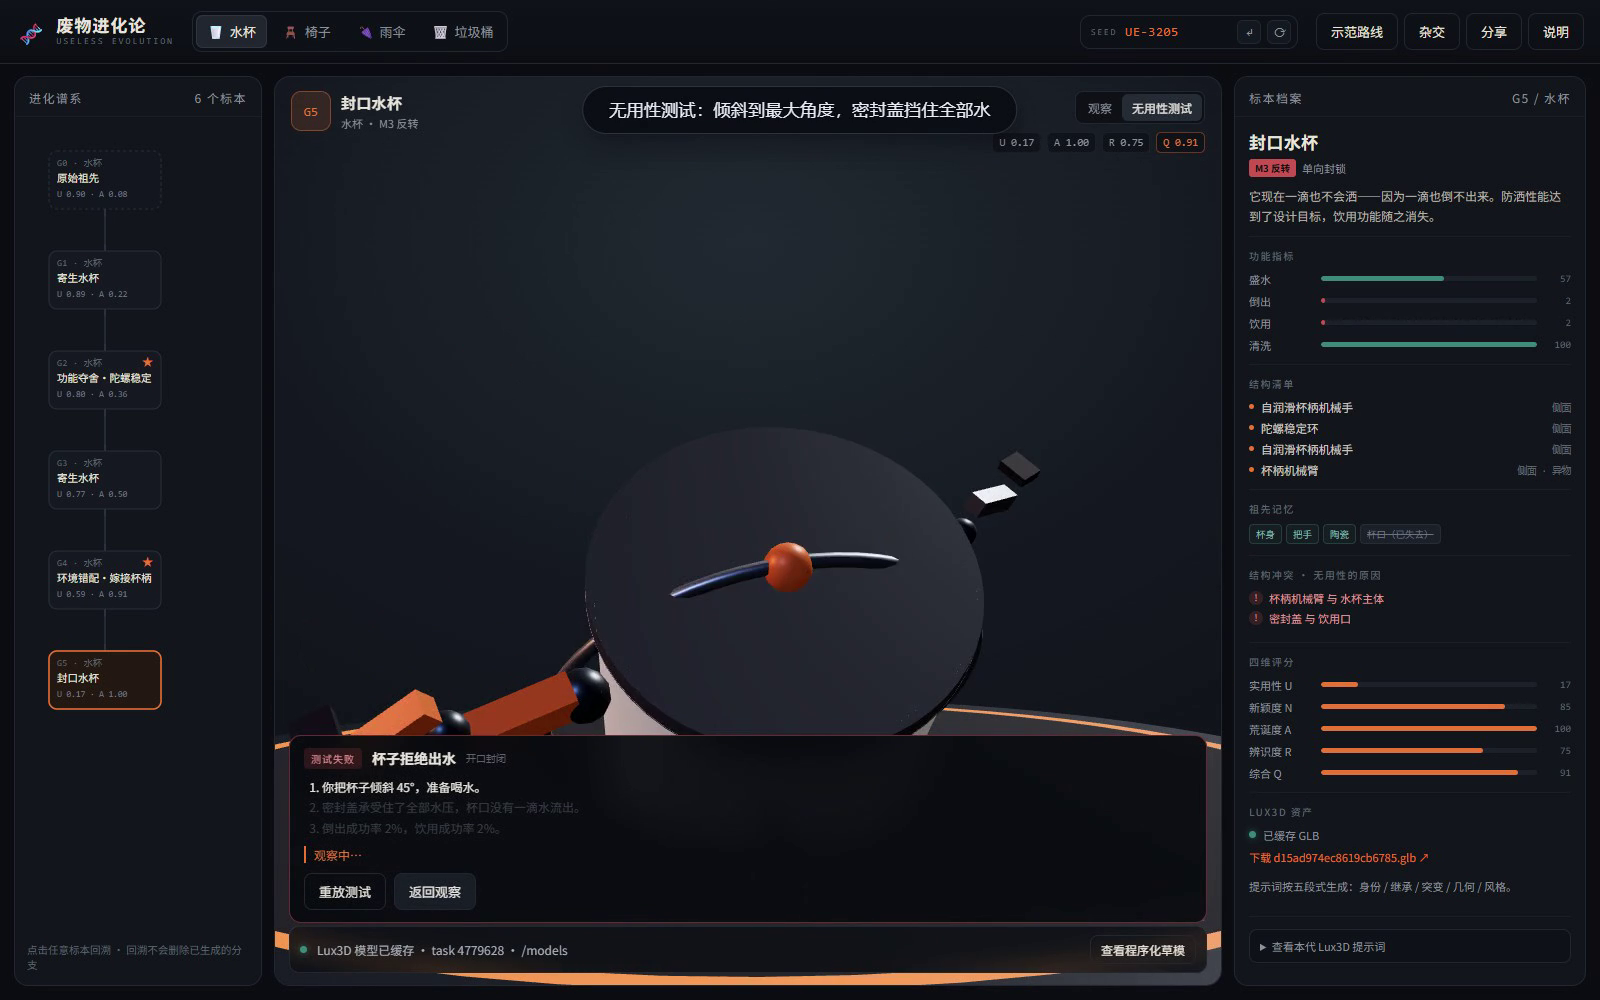 废物进化论
USELESS EVOLUTION
水杯
椅子
雨伞
垃圾桶
SEED UE-3205
示范路线
杂交
分享
说明
进化谱系
6 个标本
G0 · 水杯
原始祖先
U 0.90 · A 0.08
G1 · 水杯
寄生水杯
U 0.89 · A 0.22
G2 · 水杯 ★
功能夺舍·陀螺稳定
U 0.80 · A 0.36
G3 · 水杯
寄生水杯
U 0.77 · A 0.50
G4 · 水杯 ★
环境错配·嫁接杯柄
U 0.59 · A 0.91
G5 · 水杯
封口水杯
U 0.17 · A 1.00
点击任意标本回溯 · 回溯不会删除已生成的分
支
G5
封口水杯
水杯 · M3 反转
无用性测试：倾斜到最大角度，密封盖挡住全部水
观察
无用性测试
U 0.17
A 1.00
R 0.75
Q 0.91
测试失败 杯子拒绝出水 开口封闭
1. 你把杯子倾斜 45°，准备喝水。
2. 密封盖承受住了全部水压，杯口没有一滴水流出。
3. 倒出成功率 2%，饮用成功率 2%。
观察中…
重放测试
返回观察
Lux3D 模型已缓存 · task 4779628 · /models
查看程序化草模
标本档案
G5 / 水杯
封口水杯
M3 反转 单向封锁
它现在一滴也不会洒——因为一滴也倒不出来。防洒性能达
到了设计目标，饮用功能随之消失。
功能指标
盛水 57
倒出 2
饮用 2
清洗 100
结构清单
自润滑杯柄机械手 侧面
陀螺稳定环 侧面
自润滑杯柄机械手 侧面
杯柄机械臂 侧面 · 异物
祖先记忆
杯身
把手
陶瓷
杯口（已失去）
结构冲突 · 无用性的原因
! 杯柄机械臂 与 水杯主体
! 密封盖 与 饮用口
四维评分
实用性 U 17
新颖度 N 85
荒诞度 A 100
辨识度 R 75
综合 Q 91
LUX3D 资产
已缓存 GLB
下载 d15ad974ec8619cb6785.glb ↗
提示词按五段式生成：身份 / 继承 / 突变 / 几何 / 风格。
▶ 查看本代 Lux3D 提示词